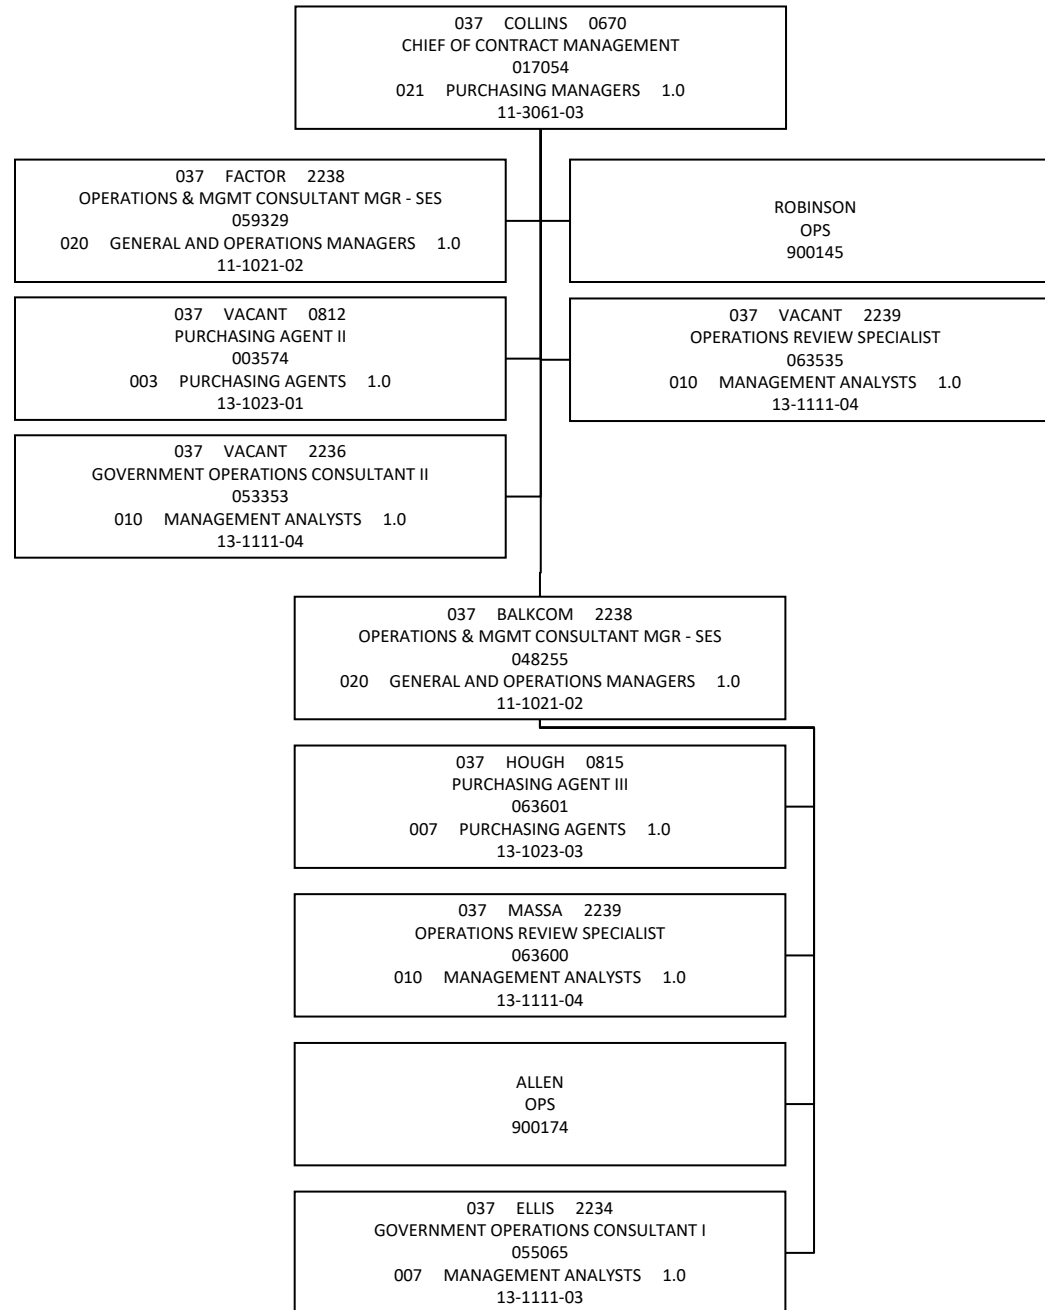 037 COLLINS 0670
CHIEF OF CONTRACT MANAGEMENT
017054
021 PURCHASING MANAGERS 1.0
11-3061-03
037 FACTOR 2238
OPERATIONS & MGMT CONSULTANT MGR - SES
059329
020 GENERAL AND OPERATIONS MANAGERS 1.0
11-1021-02
ROBINSON
OPS
900145
037 VACANT 0812
PURCHASING AGENT II
003574
003 PURCHASING AGENTS 1.0
13-1023-01
037 VACANT 2239
OPERATIONS REVIEW SPECIALIST
063535
010 MANAGEMENT ANALYSTS 1.0
13-1111-04
037 VACANT 2236
GOVERNMENT OPERATIONS CONSULTANT II
053353
010 MANAGEMENT ANALYSTS 1.0
13-1111-04
037 BALKCOM 2238
OPERATIONS & MGMT CONSULTANT MGR - SES
048255
020 GENERAL AND OPERATIONS MANAGERS 1.0
11-1021-02
037 HOUGH 0815
PURCHASING AGENT III
063601
007 PURCHASING AGENTS 1.0
13-1023-03
037 MASSA 2239
OPERATIONS REVIEW SPECIALIST
063600
010 MANAGEMENT ANALYSTS 1.0
13-1111-04
ALLEN
OPS
900174
037 ELLIS 2234
GOVERNMENT OPERATIONS CONSULTANT I
055065
007 MANAGEMENT ANALYSTS 1.0
13-1111-03